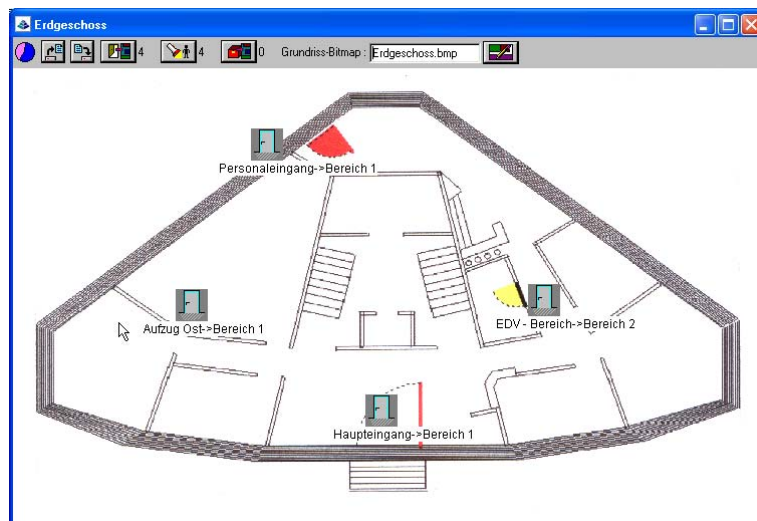 Erdgeschoss
4 4 0 Grundriss-Bitmap : Erdgeschoss.bmp
Personaleingang->Bereich 1
Aufzug Ost->Bereich 1
EDV - Bereich->Bereich 2
Haupteingang->Bereich 1